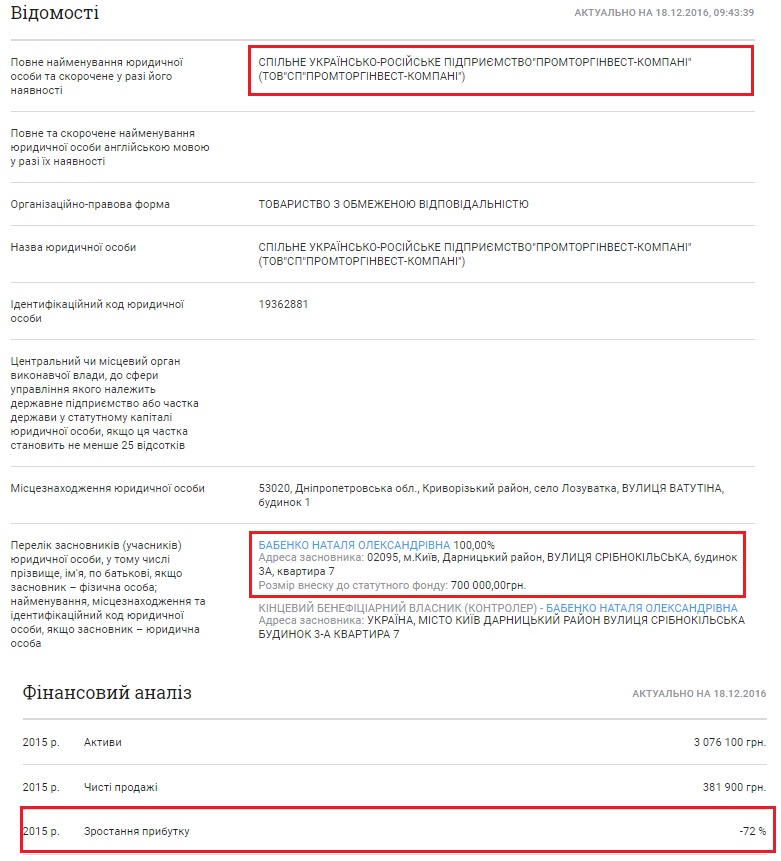 Відомості
АКТУАЛЬНО НА 18.12.2016, 09:43:39
Повне найменування юридичної
особи та скорочене у разі його
наявності
СПІЛЬНЕ УКРАЇНСЬКО-РОСІЙСЬКЕ ПІДПРИЄМСТВО"ПРОМТОРГІНВЕСТ-КОМПАНІ"
(ТОВ"СП"ПРОМТОРГІНВЕСТ-КОМПАНІ")
Повне та скорочене найменування
юридичної особи англійською мовою
у разі їх наявності
Організаційно-правова форма
ТОВАРИСТВО З ОБМЕЖЕНОЮ ВІДПОВІДАЛЬНІСТЮ
Назва юридичної особи
СПІЛЬНЕ УКРАЇНСЬКО-РОСІЙСЬКЕ ПІДПРИЄМСТВО"ПРОМТОРГІНВЕСТ-КОМПАНІ"
(ТОВ"СП"ПРОМТОРГІНВЕСТ-КОМПАНІ")
Ідентифікаційний код юридичної
особи
19362881
Центральний чи місцевий орган
виконавчої влади, до сфери
управління якого належить
державне підприємство або частка
держави у статутному капіталі
юридичної особи, якщо ця частка
становить не менше 25 відсотків
Місцезнаходження юридичної особи
53020, Дніпропетровська обл., Криворізький район, село Лозуватка, ВУЛИЦЯ ВАТУТІНА,
будинок 1
Перелік засновників (учасників)
юридичної особи, у тому числі
прізвище, ім'я, по батькові, якщо
засновник – фізична особа;
найменування, місцезнаходження та
ідентифікаційний код юридичної
особи, якщо засновник – юридична
особа
БАБЕНКО НАТАЛЯ ОЛЕКСАНДРІВНА 100,00%
Адреса засновника: 02095, м.Київ, Дарницький район, ВУЛИЦЯ СРІБНОКІЛЬСЬКА, будинок
3А, квартира 7
Розмір внеску до статутного фонду: 700 000,00грн.
КІНЦЕВИЙ БЕНЕФІЦІАРНИЙ ВЛАСНИК (КОНТРОЛЕР) - БАБЕНКО НАТАЛЯ ОЛЕКСАНДРІВНА
Адреса засновника: УКРАЇНА, МІСТО КИЇВ ДАРНИЦЬКИЙ РАЙОН ВУЛИЦЯ СРІБНОКІЛЬСЬКА
БУДИНОК 3-А КВАРТИРА 7
Фінансовий аналіз
АКТУАЛЬНО НА 18.12.2016
2015 р. Активи 3 076 100 грн.
2015 р. Чисті продажі 381 900 грн.
2015 р. Зростання прибутку -72 %